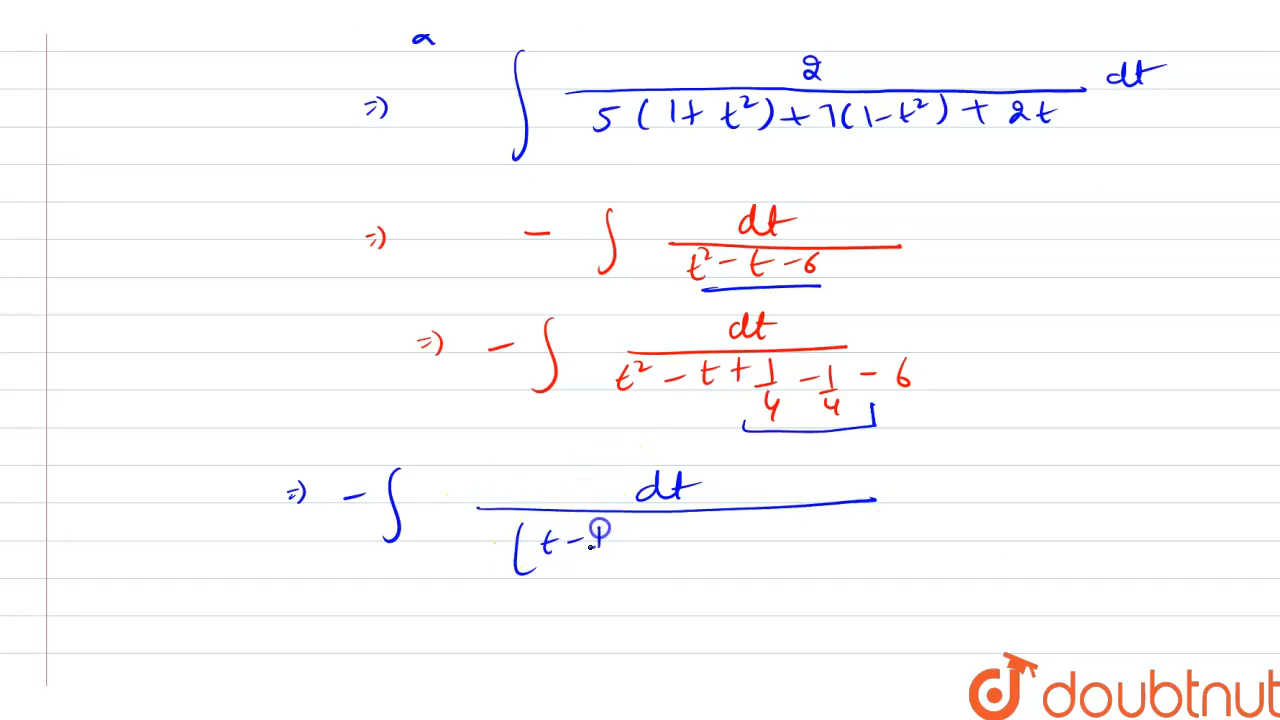 a
⇒ ∫ 2 / (5(1+t²)+7(1-t²)+2t) dt
⇒ - ∫ dt / (t²-t-6)
⇒ - ∫ dt / (t²-t+1/4-1/4-6)
⇒ - ∫ dt / (t-1
doubtnut